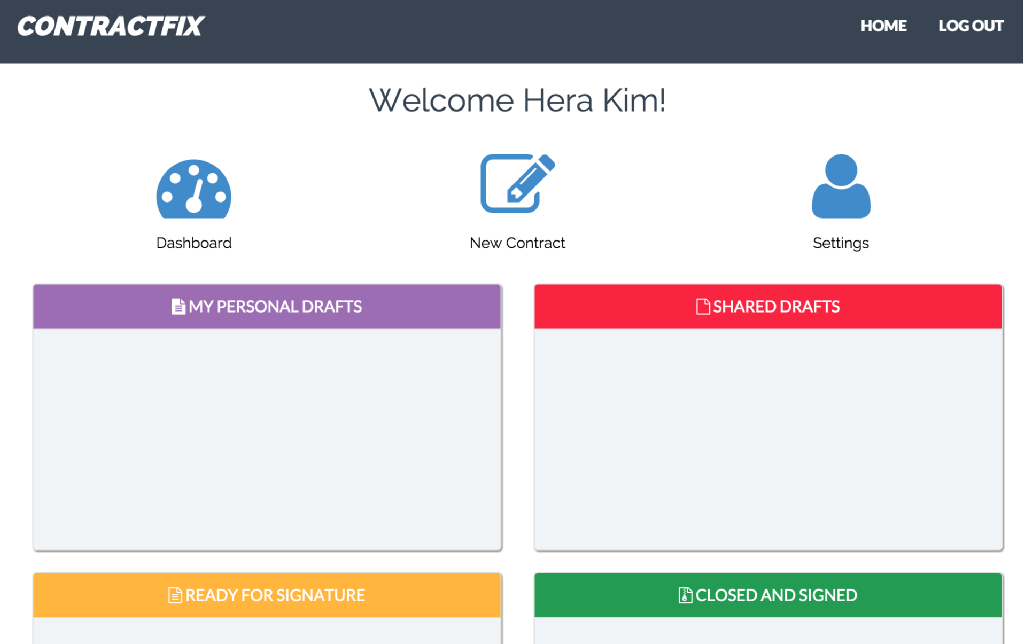 CONTRACTFIX
HOME LOG OUT
Welcome Hera Kim!
Dashboard New Contract Settings
MY PERSONAL DRAFTS
SHARED DRAFTS
READY FOR SIGNATURE
CLOSED AND SIGNED